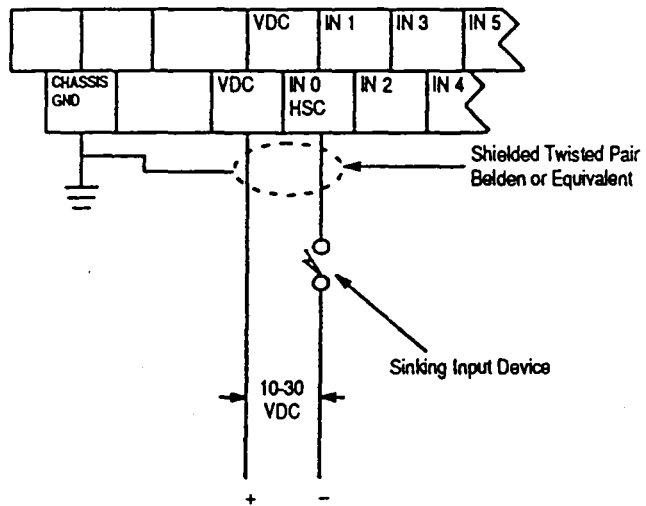 VDC IN 1 IN 3 IN 5
CHASSIS GND VDC IN 0 HSC IN 2 IN 4
Shielded Twisted Pair
Belden or Equivalent
Sinking Input Device
10-30
VDC
+ −